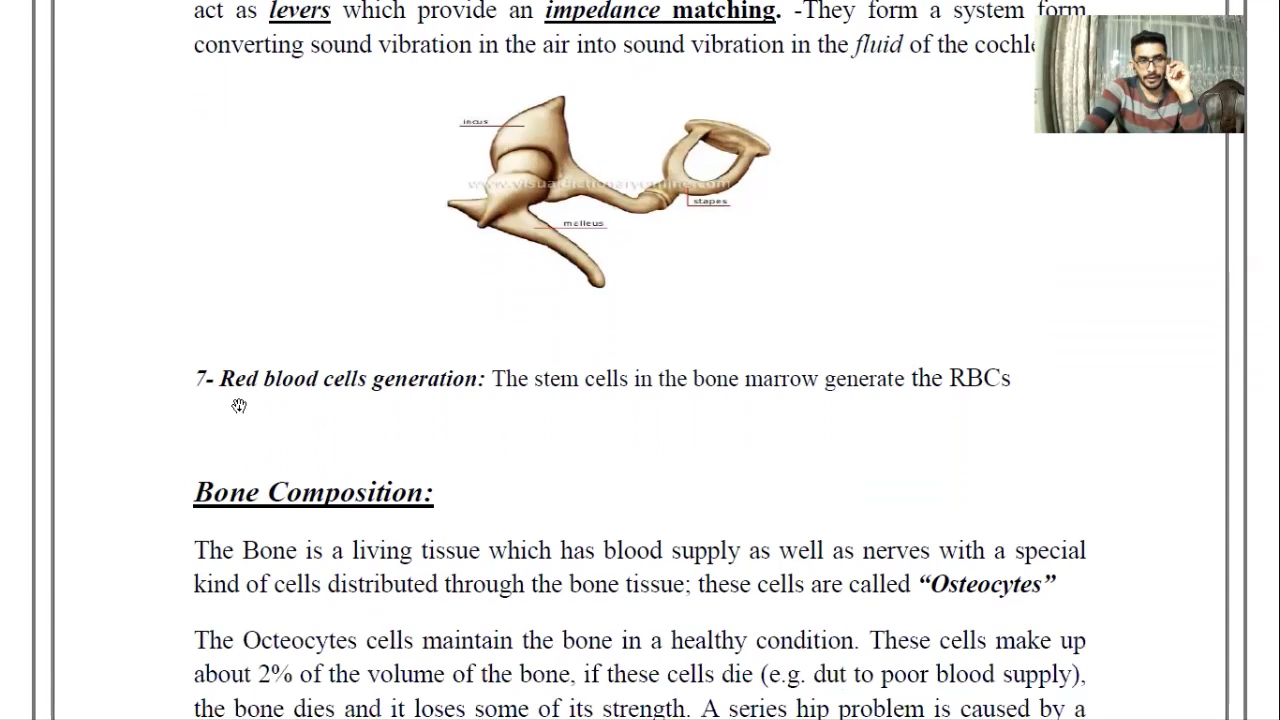 act as levers which provide an impedance matching. -They form a system form
converting sound vibration in the air into sound vibration in the fluid of the
incus
www.visualdictionaryonline.com
stapes
malleus
7- Red blood cells generation: The stem cells in the bone marrow generate the RBCs
Bone Composition:
The Bone is a living tissue which has blood supply as well as nerves with a special
kind of cells distributed through the bone tissue; these cells are called “Osteocytes”
The Octeocytes cells maintain the bone in a healthy condition. These cells make up
about 2% of the volume of the bone, if these cells die (e.g. dut to poor blood supply),
the bone dies and it loses some of its strength. A series hip problem is caused by a